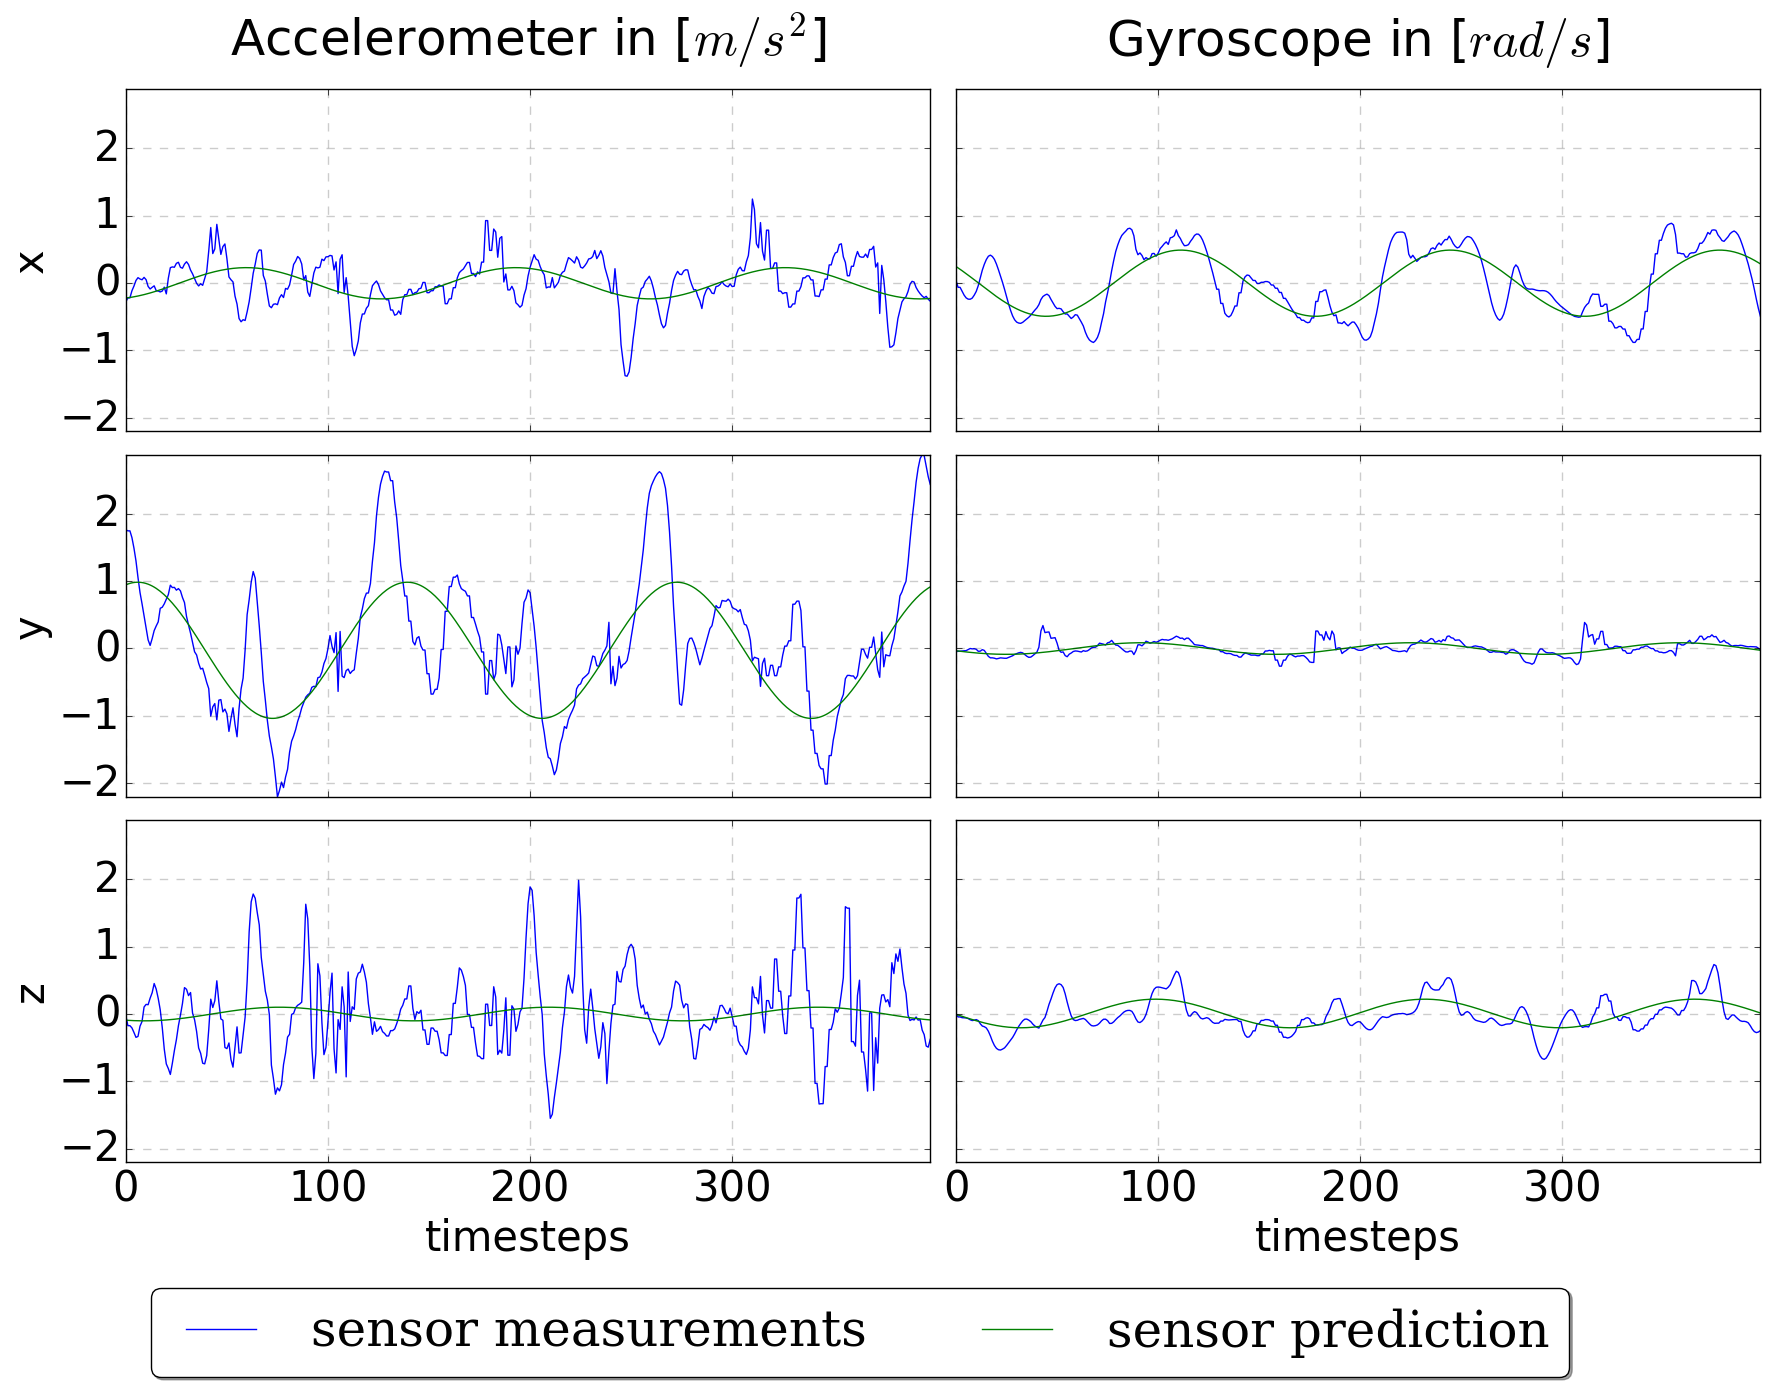 Accelerometer in [m/s²]
Gyroscope in [rad/s]
x
2
1
0
−1
−2
y
2
1
0
−1
−2
z
2
1
0
−1
−2
0 100 200 300
0 100 200 300
timesteps
timesteps
sensor measurements
sensor prediction